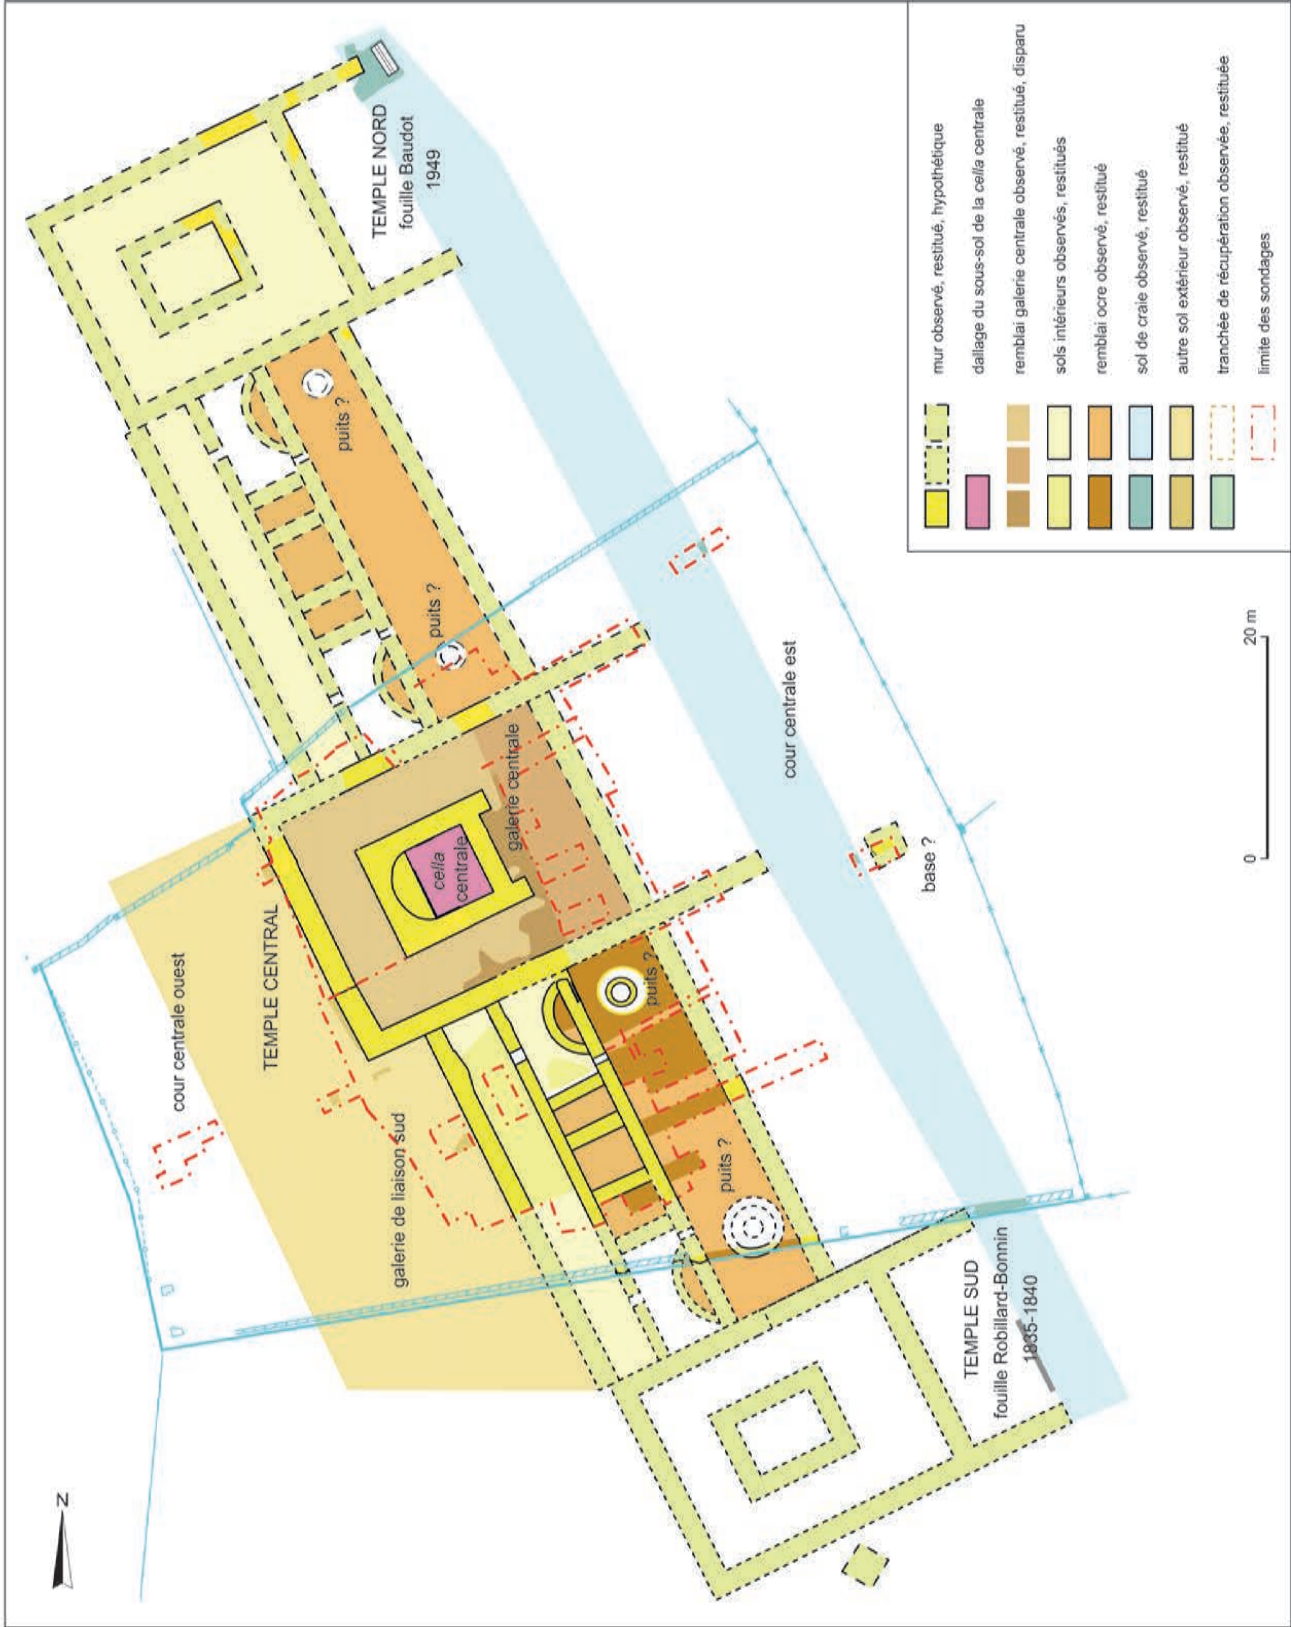 N
TEMPLE NORD
fouille Baudot
1949
puits ?
puits ?
galerie centrale
cella
centrale
TEMPLE CENTRAL
cour centrale ouest
cour centrale est
base ?
puits ?
galerie de liaison sud
puits ?
TEMPLE SUD
fouille Robillard-Bonnin
1835-1840
0 20 m
mur observé, restitué, hypothétique
dallage du sous-sol de la cella centrale
remblai galerie centrale observé, restitué, disparu
sols intérieurs observés, restitués
remblai ocre observé, restitué
sol de craie observé, restitué
autre sol extérieur observé, restitué
tranchée de récupération observée, restituée
limite des sondages